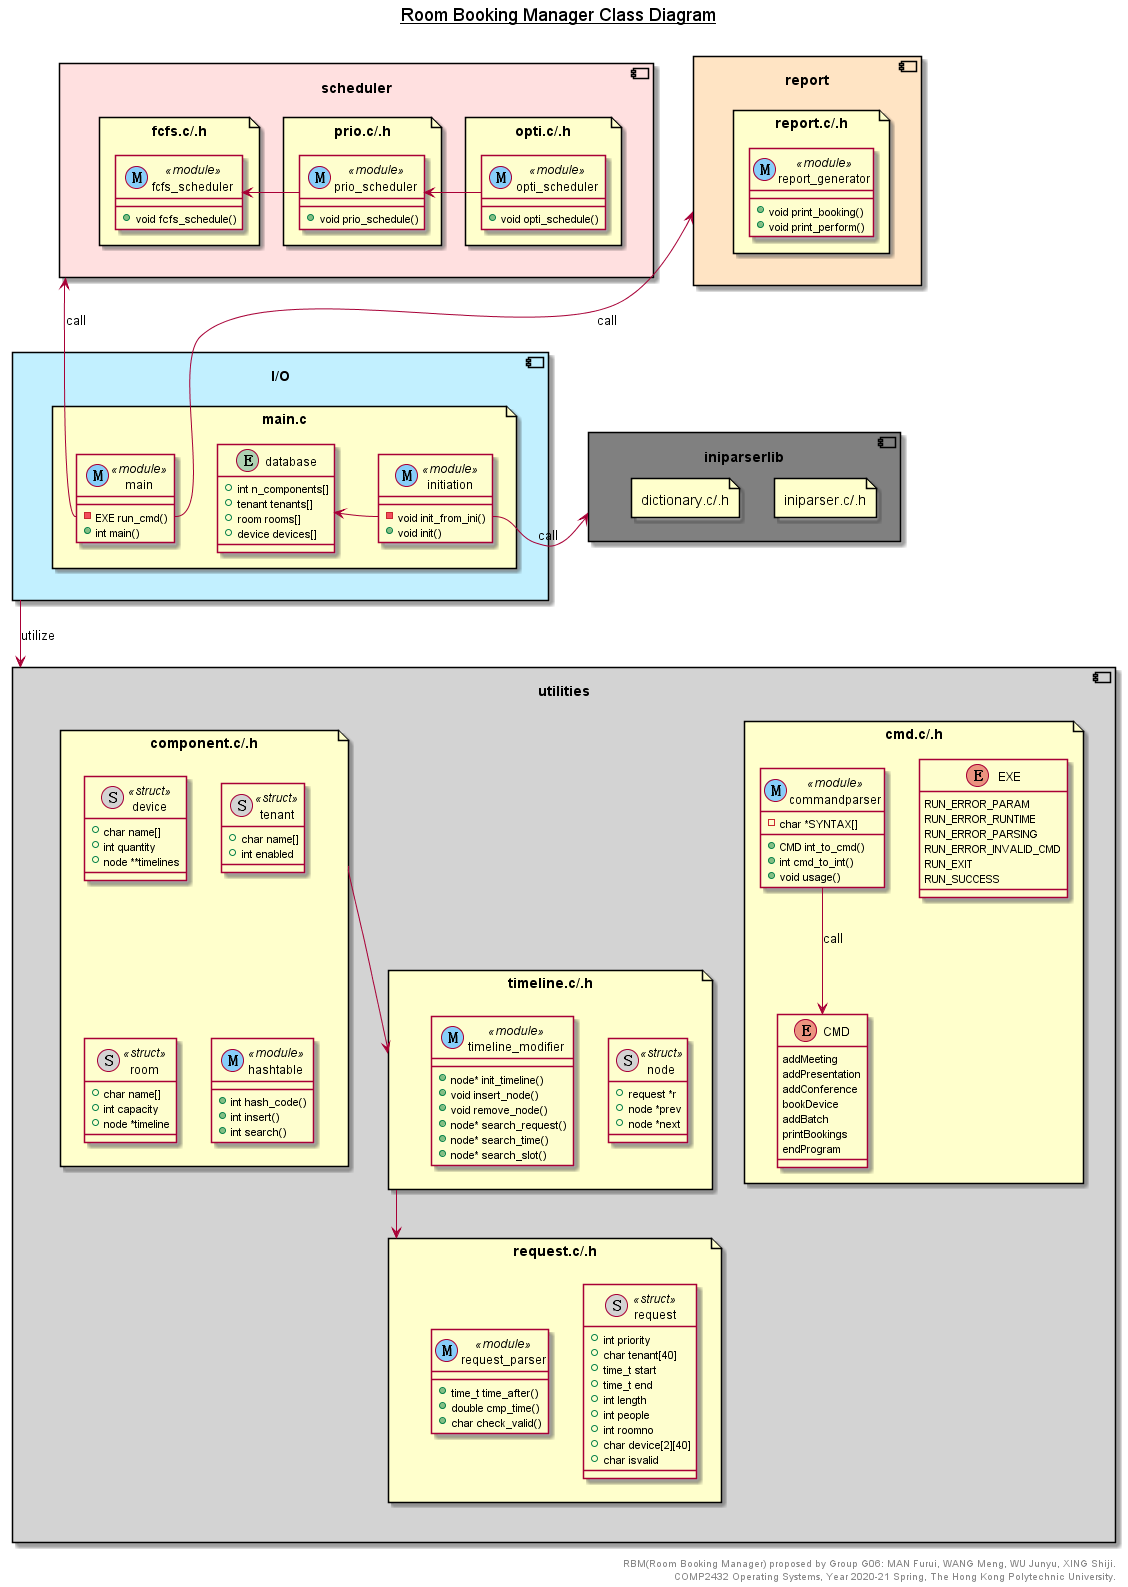 Room Booking Manager Class Diagram
scheduler
fcfs.c/.h
«module»
fcfs_scheduler
void fcfs_schedule()
prio.c/.h
«module»
prio_scheduler
void prio_schedule()
opti.c/.h
«module»
opti_scheduler
void opti_schedule()
report
report.c/.h
«module»
report_generator
void print_booking()
void print_perform()
call
call
I/O
main.c
«module»
main
EXE run_cmd()
int main()
database
int n_components[]
tenant tenants[]
room rooms[]
device devices[]
«module»
initiation
void init_from_ini()
void init()
call
iniparserlib
dictionary.c/.h
iniparser.c/.h
utilize
utilities
component.c/.h
«struct»
device
char name[]
int quantity
node **timelines
«struct»
tenant
char name[]
int enabled
«struct»
room
char name[]
int capacity
node *timeline
«module»
hashtable
int hash_code()
int insert()
int search()
timeline.c/.h
«module»
timeline_modifier
node* init_timeline()
void insert_node()
void remove_node()
node* search_request()
node* search_time()
node* search_slot()
«struct»
node
request *r
node *prev
node *next
cmd.c/.h
«module»
commandparser
char *SYNTAX[]
CMD int_to_cmd()
int cmd_to_int()
void usage()
EXE
RUN_ERROR_PARAM
RUN_ERROR_RUNTIME
RUN_ERROR_PARSING
RUN_ERROR_INVALID_CMD
RUN_EXIT
RUN_SUCCESS
call
CMD
addMeeting
addPresentation
addConference
bookDevice
addBatch
printBookings
endProgram
request.c/.h
«module»
request_parser
time_t time_after()
double cmp_time()
char check_valid()
«struct»
request
int priority
char tenant[40]
time_t start
time_t end
int length
int people
int roomno
char device[2][40]
char isvalid
RBM(Room Booking Manager) proposed by Group G06: MAN Furui, WANG Meng, WU Junyu, XING Shiji.
COMP2432 Operating Systems, Year 2020-21 Spring, The Hong Kong Polytechnic University.